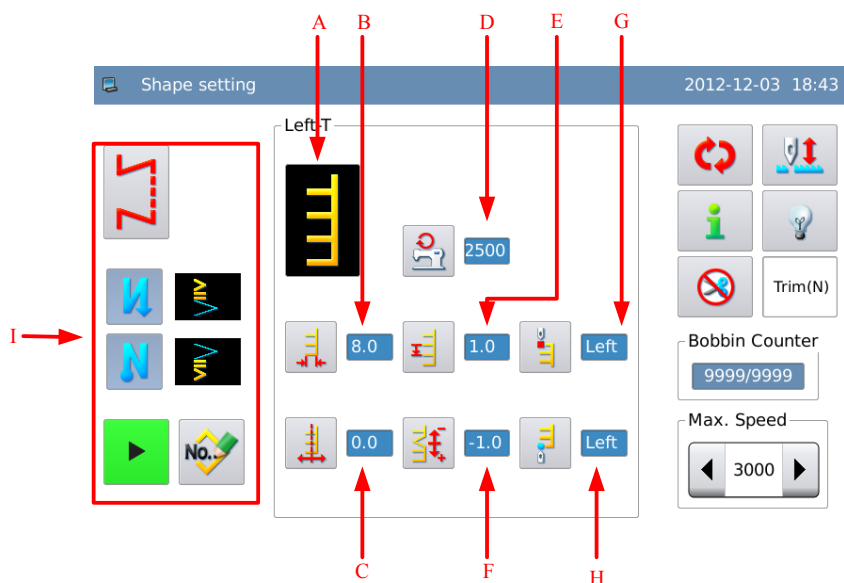 A B D E G
Shape setting 2012-12-03 18:43
Left-T
2500
Trim(N)
I
8.0 1.0 Left
Bobbin Counter
9999/9999
No.
0.0 -1.0 Left
Max. Speed
3000
C F H